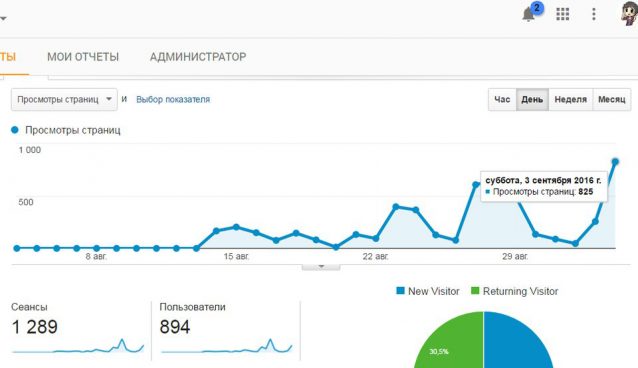 2
ТЫ МОИ ОТЧЕТЫ АДМИНИСТРАТОР
Просмотры страниц и Выбор показателя Час День Неделя Месяц
Просмотры страниц
1 000
суббота, 3 сентября 2016 г.
Просмотры страниц: 825
500
8 авг. 15 авг. 22 авг. 29 авг.
New Visitor Returning Visitor
Сеансы Пользователи
1 289 894
30,5%